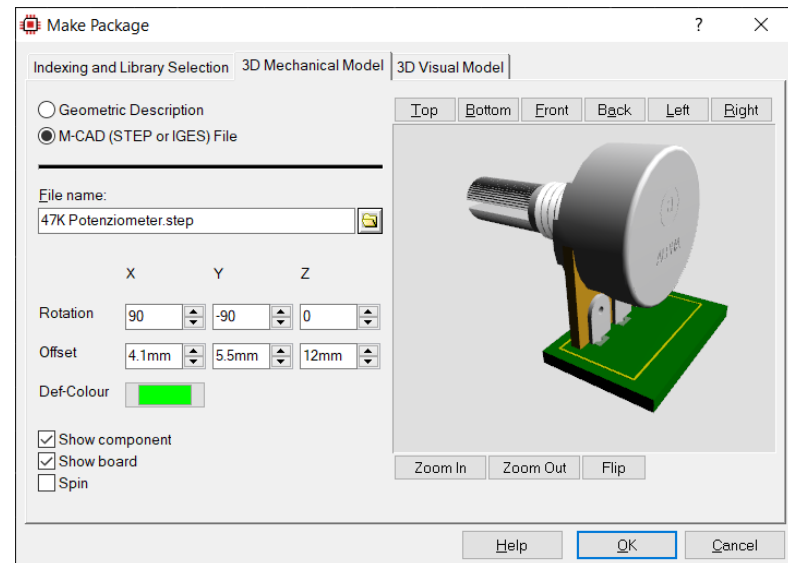 Make Package
?
Indexing and Library Selection 3D Mechanical Model 3D Visual Model
Geometric Description
M-CAD (STEP or IGES) File
Top Bottom Front Back Left Right
File name:
47K Potenziometer.step
X Y Z
Rotation 90 -90 0
Offset 4.1mm 5.5mm 12mm
Def-Colour
Show component
Show board
Spin
Zoom In Zoom Out Flip
Help OK Cancel